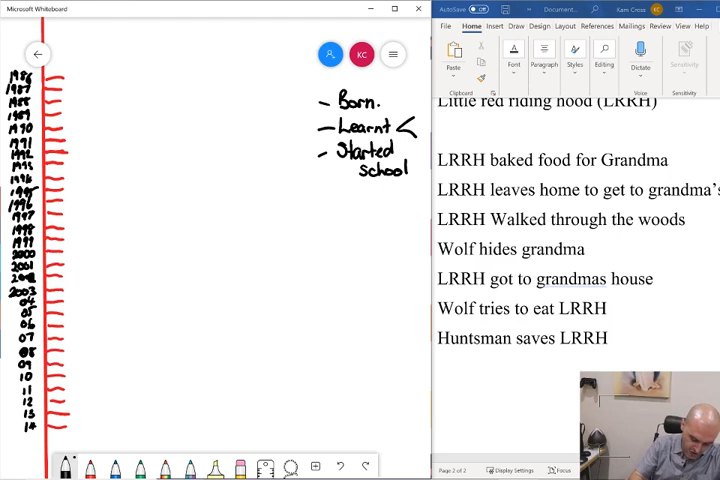 Microsoft Whiteboard
KC
1986
1987
1988
1989
1990
1991
1992
1993
1994
1995
1996
1997
1998
1999
2000
2001
2002
2003
04
05
06
07
08
09
10
11
12
13
14
- Born.
- Learnt <
- Started
school
AutoSave Off
Document...
Kam Cross KC
File Home Insert Draw Design Layout References Mailings Review View Help
Paste
Font
Paragraph
Styles
Editing
Dictate
Sensitivity
Clipboard
Voice
Sensitivity
Little red riding hood (LRRH)
LRRH baked food for Grandma
LRRH leaves home to get to grandma's
LRRH Walked through the woods
Wolf hides grandma
LRRH got to grandmas house
Wolf tries to eat LRRH
Huntsman saves LRRH
Page 2 of 2
Display Settings
Focus